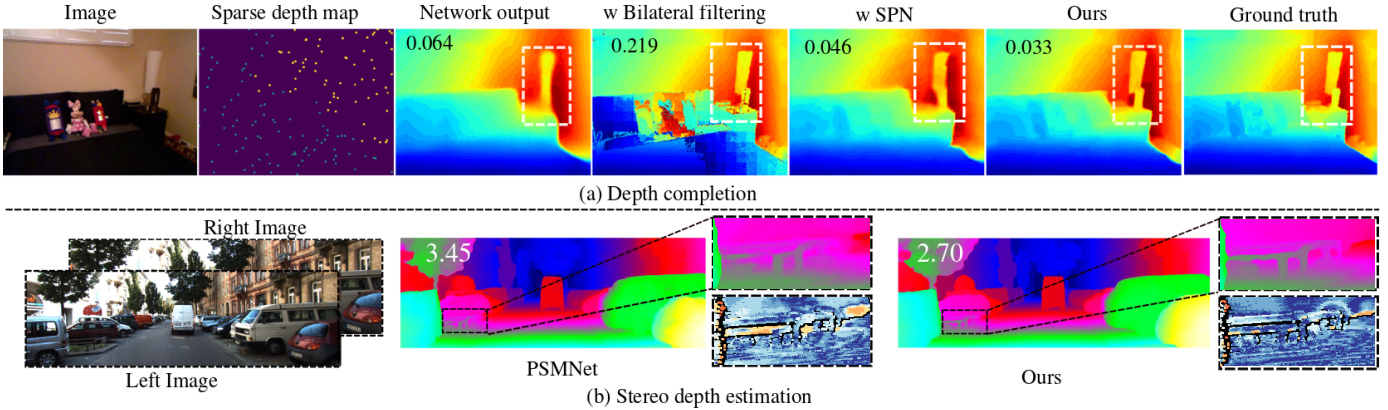 Image Sparse depth map Network output w Bilateral filtering w SPN Ours Ground truth
0.064 0.219 0.046 0.033
(a) Depth completion
Right Image
3.45 2.70
Left Image PSMNet Ours
(b) Stereo depth estimation